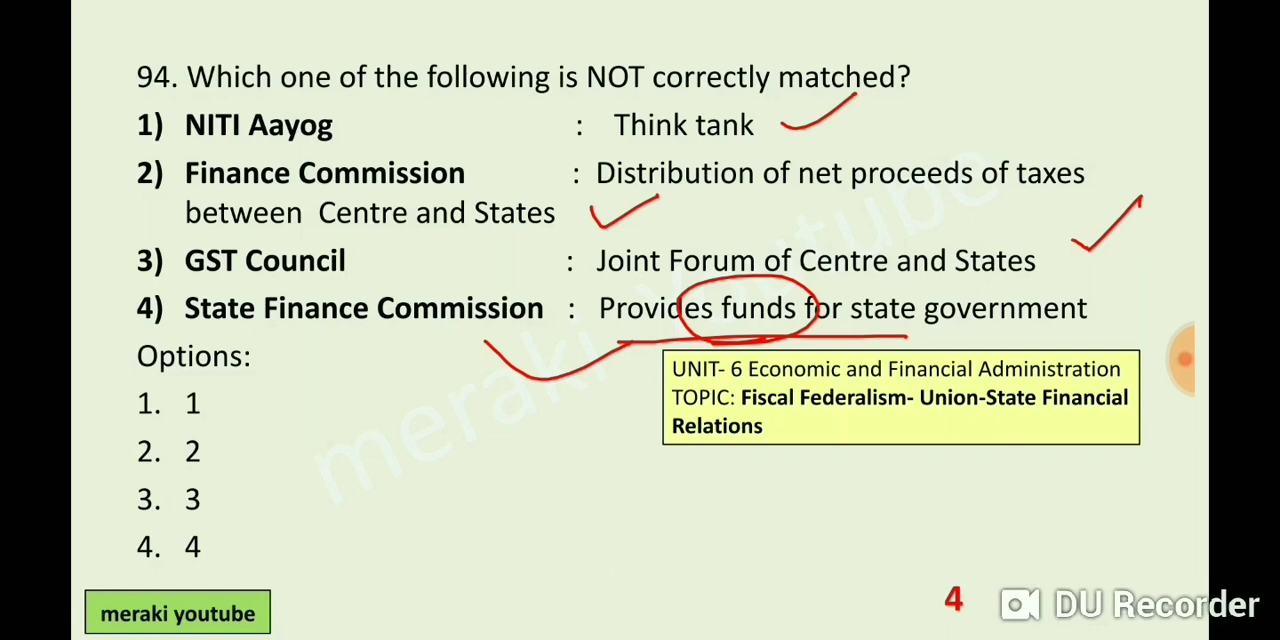 94. Which one of the following is NOT correctly matched?
1) NITI Aayog : Think tank
2) Finance Commission : Distribution of net proceeds of taxes
between Centre and States
3) GST Council : Joint Forum of Centre and States
4) State Finance Commission : Provides funds for state government
Options:
1. 1
2. 2
3. 3
4. 4
UNIT- 6 Economic and Financial Administration
TOPIC: Fiscal Federalism- Union-State Financial
Relations
meraki Youtube
meraki youtube
4
DU Recorder